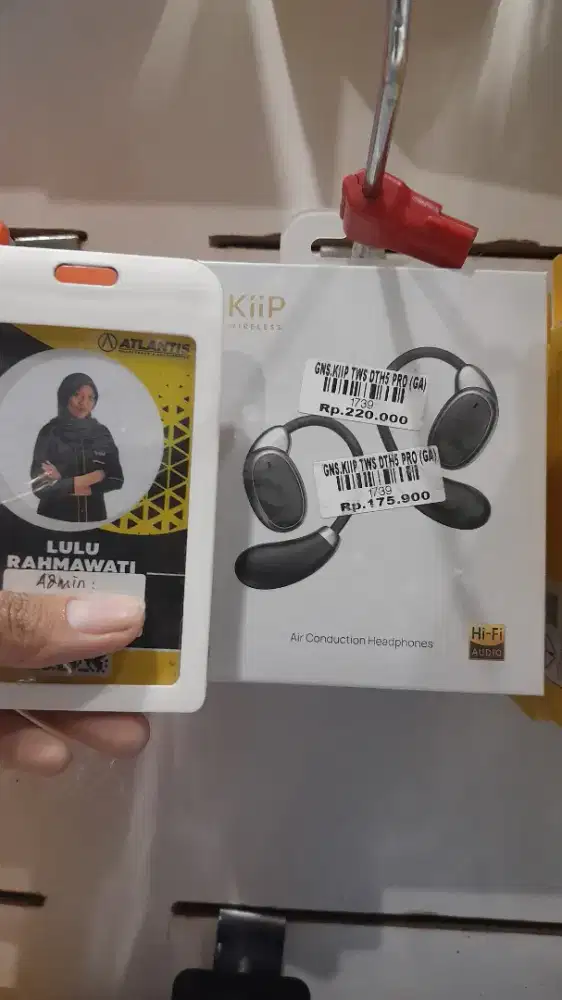 ATLANTIS
LULU
RAHMAWATI
Admin :
KiiP
WIRELESS
GNS.KIIP TWS DTH5 PRO (GA)
1739
Rp.220.000
GNS.KIIP TWS DTH5 PRO (GA)
1739
Rp.175.900
Air Conduction Headphones
Hi-Fi
AUDIO